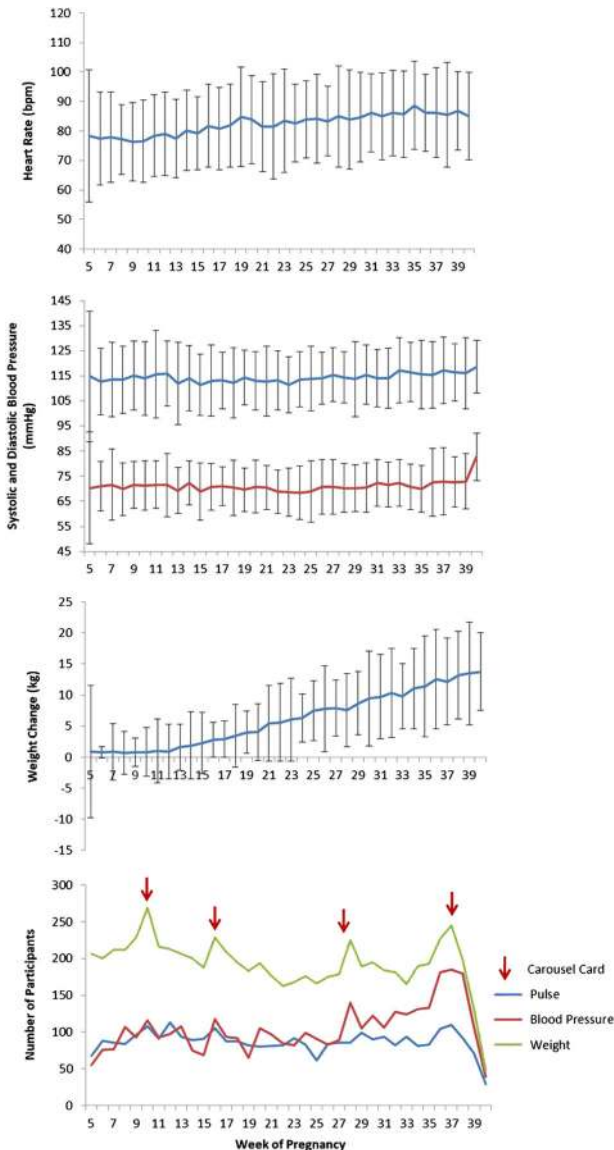 120
110
100
90
80
70
60
50
40
Heart Rate (bpm)
5 7 9 11 13 15 17 19 21 23 25 27 29 31 33 35 37 39
145
135
125
115
105
95
85
75
65
55
45
Systolic and Diastolic Blood Pressure
(mmHg)
5 7 9 11 13 15 17 19 21 23 25 27 29 31 33 35 37 39
25
20
15
10
5
0
-5
-10
-15
Weight Change (kg)
5 7 9 11 13 15 17 19 21 23 25 27 29 31 33 35 37 39
300
250
200
150
100
50
0
Number of Participants
5 7 9 11 13 15 17 19 21 23 25 27 29 31 33 35 37 39
Week of Pregnancy
Carousel Card
Pulse
Blood Pressure
Weight